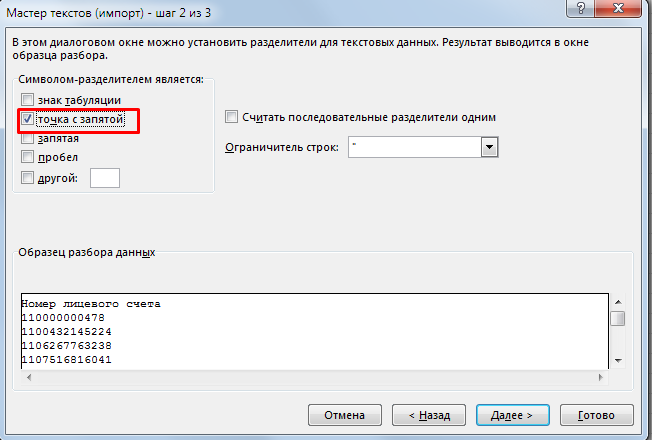 Мастер текстов (импорт) - шаг 2 из 3
В этом диалоговом окне можно установить разделители для текстовых данных. Результат выводится в окне
образца разбора.
Символом-разделителем является:
знак табуляции
точка с запятой
запятая
пробел
другой:
Считать последовательные разделители одним
Ограничитель строк: "
Образец разбора данных
Номер лицевого счета
110000000478
1100432145224
1106267763238
1107516816041
Отмена < Назад Далее > Готово